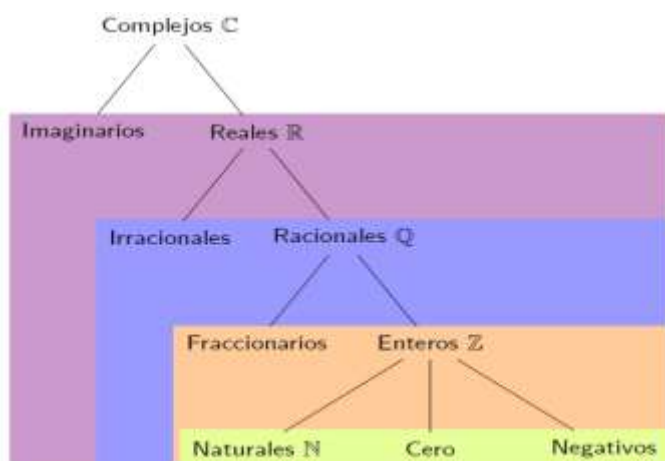 Complejos ℂ
Imaginarios Reales ℝ
Irracionales Racionales ℚ
Fraccionarios Enteros ℤ
Naturales ℕ Cero Negativos